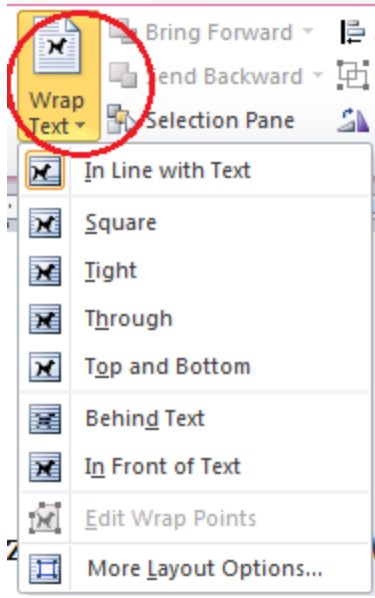 Bring Forward
Send Backward
Wrap
Text
Selection Pane
In Line with Text
Square
Tight
Through
Top and Bottom
Behind Text
In Front of Text
Edit Wrap Points
More Layout Options...